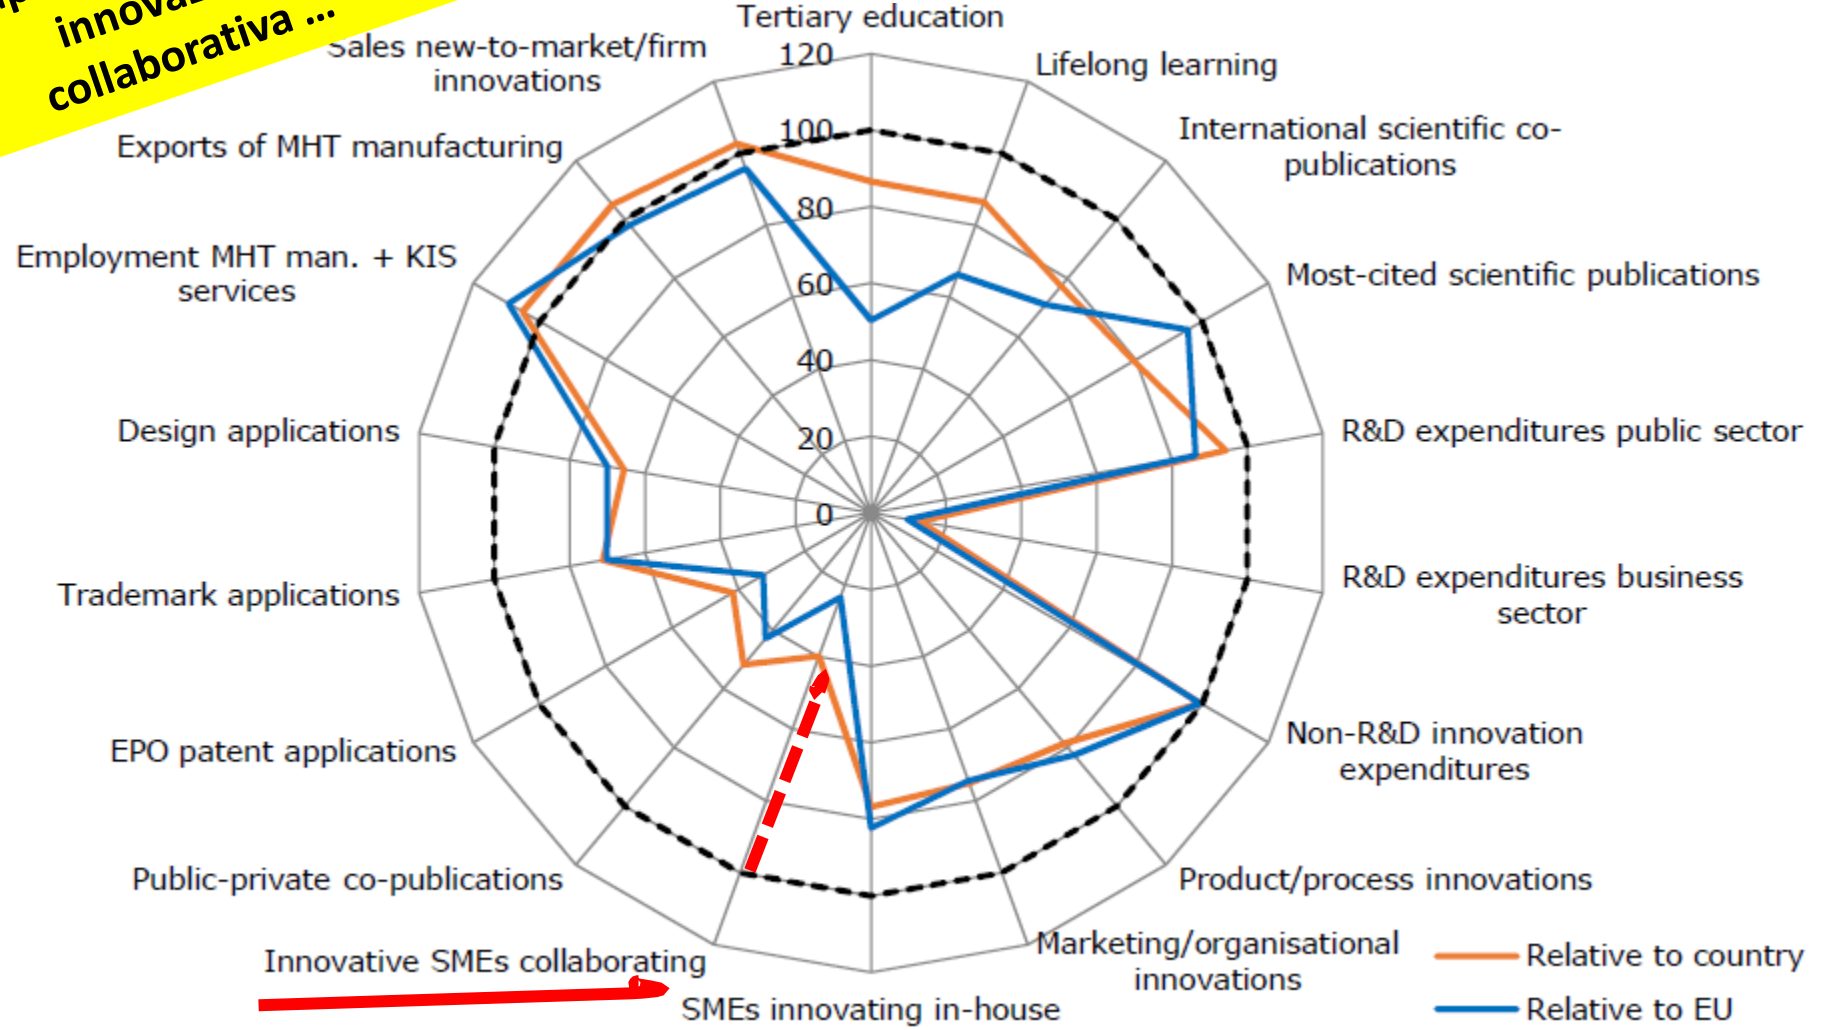 collaborativa ...
Tertiary education
Sales new-to-market/firm
innovations
Lifelong learning
International scientific co-
publications
Exports of MHT manufacturing
Most-cited scientific publications
Employment MHT man. + KIS
services
Design applications
R&D expenditures public sector
Trademark applications
R&D expenditures business
sector
EPO patent applications
Non-R&D innovation
expenditures
Public-private co-publications
Product/process innovations
Innovative SMEs collaborating
Marketing/organisational
innovations
SMEs innovating in-house
120
100
80
60
40
20
0
Relative to country
Relative to EU